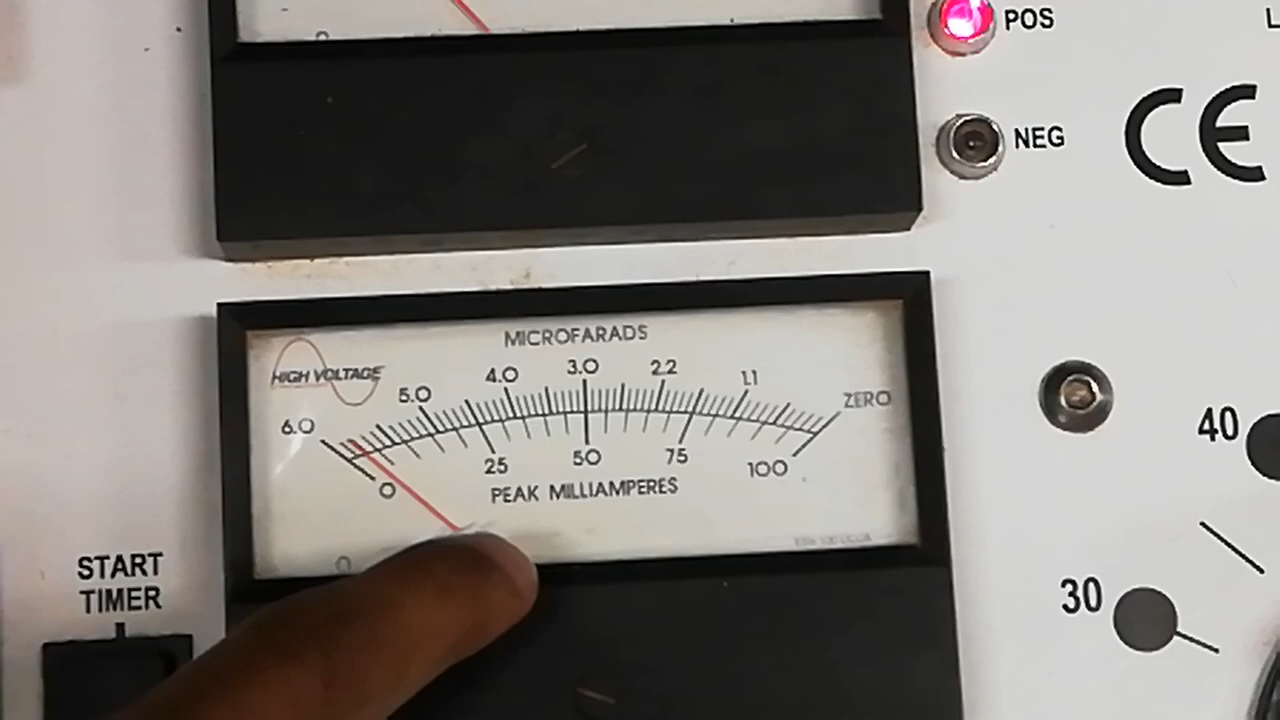 0
POS
NEG
CE
MICROFARADS
HIGH VOLTAGE
6.0 5.0 4.0 3.0 2.2 1.1 ZERO
0 25 50 75 100
PEAK MILLIAMPERES
START
TIMER
40
30